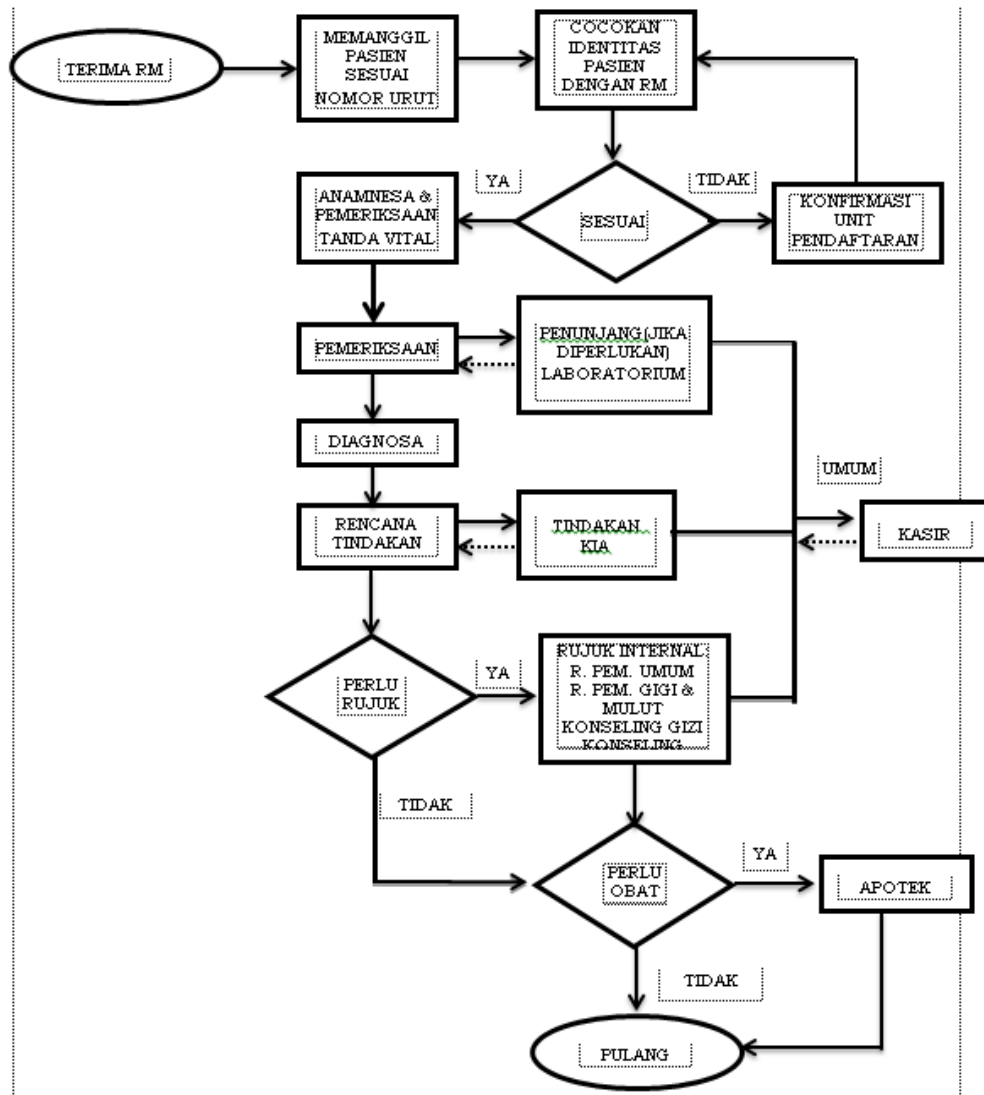 TERIMA RM
MEMANGGIL
PASIEN
SESUAI
NOMOR URUT
COCOKAN
IDENTITAS
PASIEN
DENGAN RM
YA
SESUAI
TIDAK
KONFIRMASI
UNIT
PENDAFTARAN
ANAMNESA &
PEMERIKSAAN
TANDA VITAL
PEMERIKSAAN
PENUNJANG (JIKA
DIPERLUKAN)
LABORATORIUM
DIAGNOSA
UMUM
RENCANA
TINDAKAN
TINDAKAN
KIA
KASIR
PERLU
RUJUK
YA
RUJUK INTERNAL:
R. PEM. UMUM
R. PEM. GIGI &
MULUT
KONSELING GIZI
KONSELING
TIDAK
PERLU
OBAT
YA
APOTEK
TIDAK
PULANG